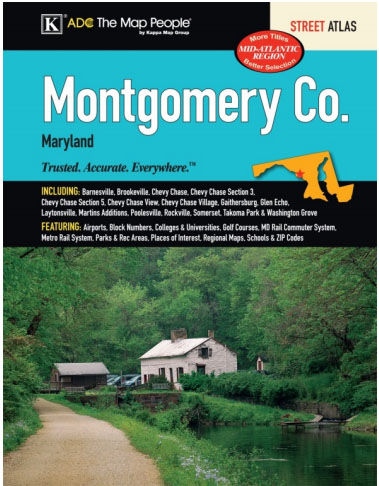 K ADC The Map People®
by Kappa Map Group
STREET ATLAS
More Titles
MID-ATLANTIC
REGION
Better Selection
Montgomery Co.
Maryland
Trusted. Accurate. Everywhere.™
INCLUDING: Barnesville, Brookeville, Chevy Chase, Chevy Chase Section 3,
Chevy Chase Section 5, Chevy Chase View, Chevy Chase Village, Gaithersburg, Glen Echo,
Laytonsville, Martins Additions, Poolesville, Rockville, Somerset, Takoma Park & Washington Grove
FEATURING: Airports, Block Numbers, Colleges & Universities, Golf Courses, MD Rail Commuter System,
Metro Rail System, Parks & Rec Areas, Places of Interest, Regional Maps, Schools & ZIP Codes